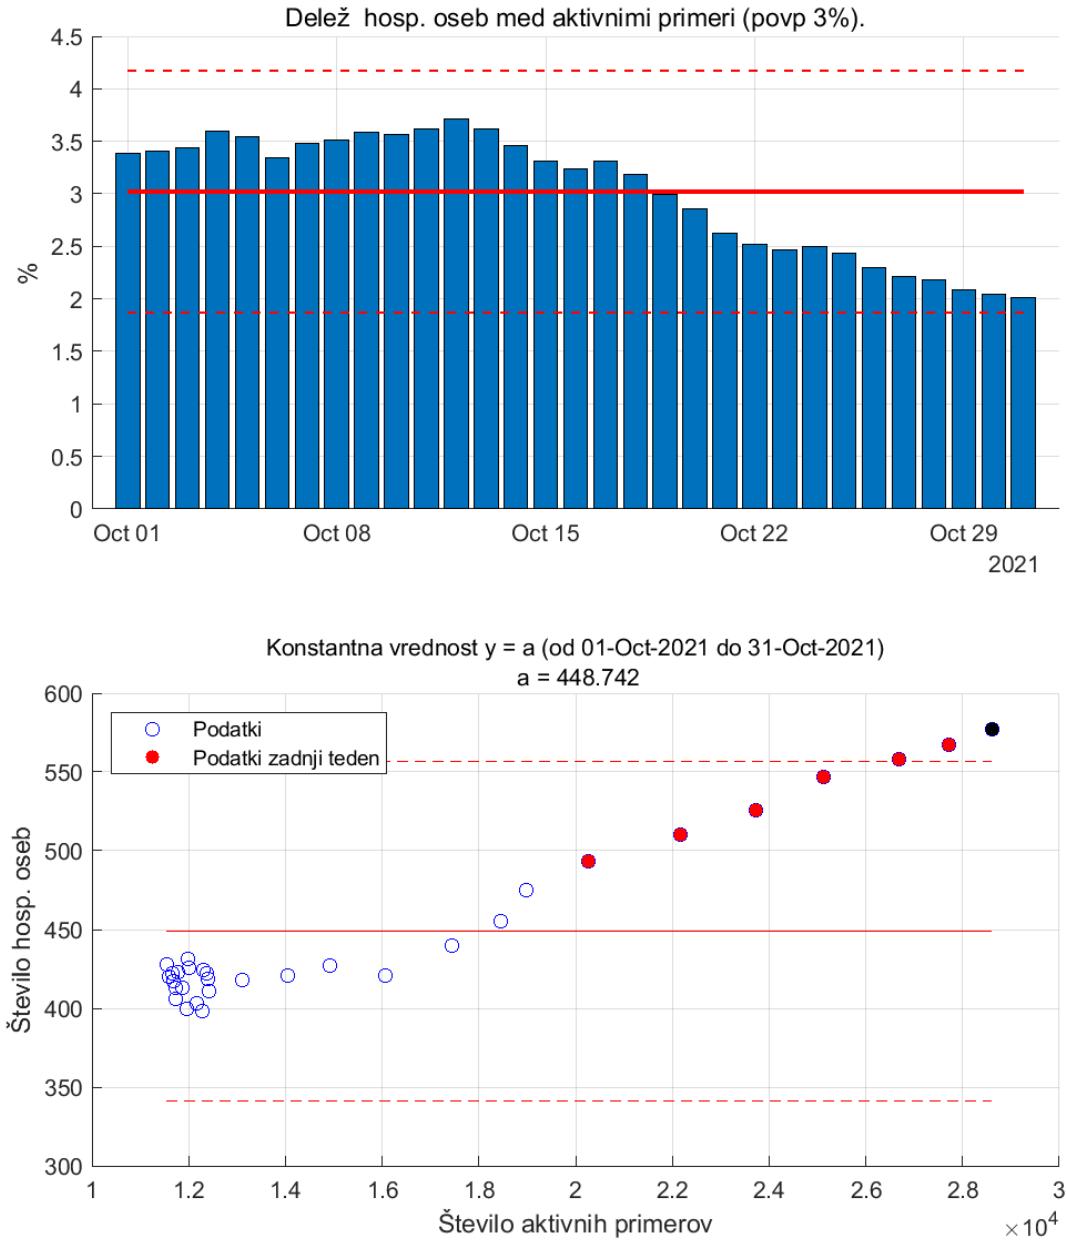 Delež  hosp. oseb med aktivnimi primeri (povp 3%).
4.5
4
3.5
3
2.5
2
1.5
1
0.5
0
%
Oct 01
Oct 08
Oct 15
Oct 22
Oct 29
2021
Konstantna vrednost y = a (od 01-Oct-2021 do 31-Oct-2021)
a = 448.742
600
550
500
450
400
350
300
Število hosp. oseb
Podatki
Podatki zadnji teden
1
1.2
1.4
1.6
1.8
2
2.2
2.4
2.6
2.8
3
Število aktivnih primerov
×10⁴